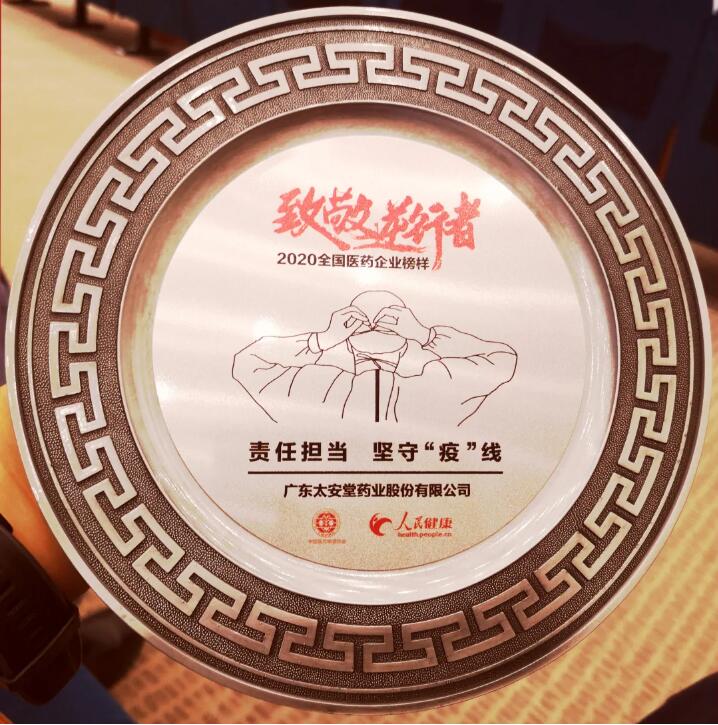 致敬逆行者
2020全国医药企业榜样
责任担当 坚守“疫”线
广东太安堂药业股份有限公司
人民健康
health.people.cn